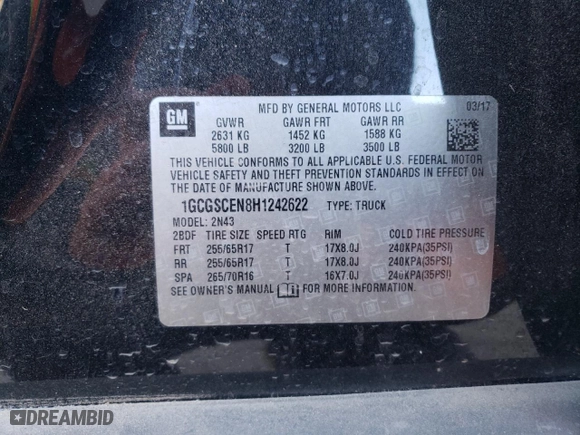 GM
MFD BY GENERAL MOTORS LLC 03/17
GVWR GAWR FRT GAWR RR
2631 KG 1452 KG 1588 KG
5800 LB 3200 LB 3500 LB
THIS VEHICLE CONFORMS TO ALL APPLICABLE U.S. FEDERAL MOTOR
VEHICLE SAFETY AND THEFT PREVENTION STANDARDS IN EFFECT ON
THE DATE OF MANUFACTURE SHOWN ABOVE.
1GCGSCEN8H1242622 TYPE: TRUCK
MODEL: 2N43
2BDF TIRE SIZE SPEED RTG RIM COLD TIRE PRESSURE
FRT 255/65R17 T 17X8.0J 240KPA(35PSI)
RR 255/65R17 T 17X8.0J 240KPA(35PSI)
SPA 265/70R16 T 16X7.0J 240KPA(35PSI)
SEE OWNER'S MANUAL FOR MORE INFORMATION.
DREAMBID